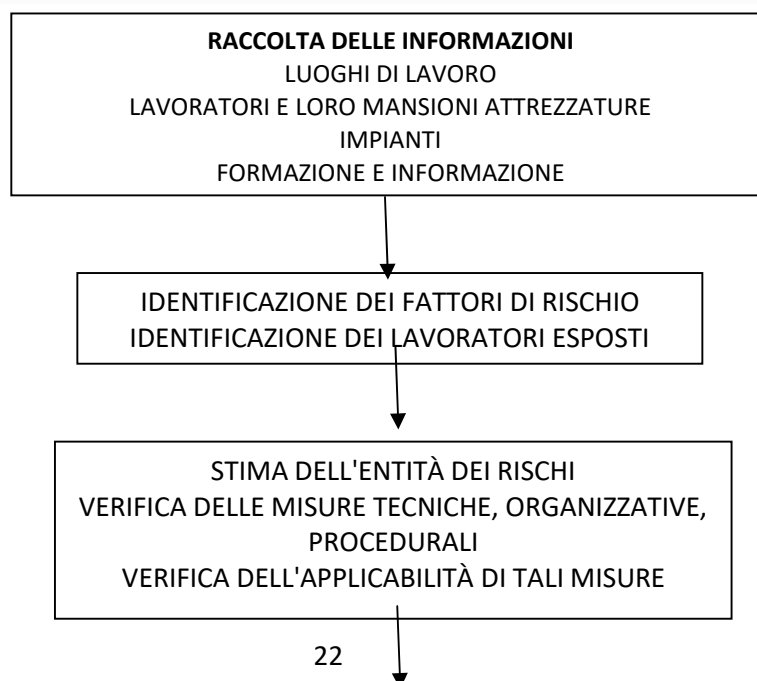 RACCOLTA DELLE INFORMAZIONI
LUOGHI DI LAVORO
LAVORATORI E LORO MANSIONI ATTREZZATURE
IMPIANTI
FORMAZIONE E INFORMAZIONE
IDENTIFICAZIONE DEI FATTORI DI RISCHIO
IDENTIFICAZIONE DEI LAVORATORI ESPOSTI
STIMA DELL'ENTITÀ DEI RISCHI
VERIFICA DELLE MISURE TECNICHE, ORGANIZZATIVE,
PROCEDURALI
VERIFICA DELL'APPLICABILITÀ DI TALI MISURE
22